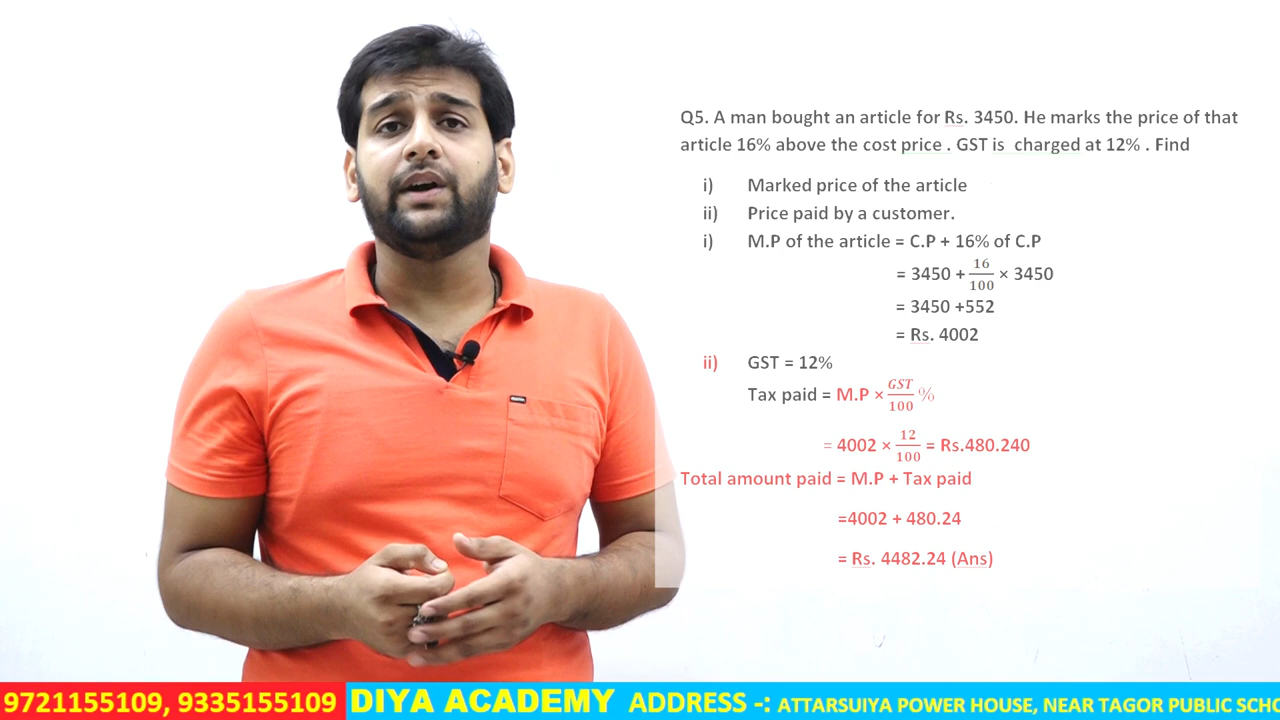 Q5. A man bought an article for Rs. 3450. He marks the price of that
article 16% above the cost price . GST is charged at 12% . Find
i) Marked price of the article
ii) Price paid by a customer.
i) M.P of the article = C.P + 16% of C.P
= 3450 + 16/100 × 3450
= 3450 +552
= Rs. 4002
ii) GST = 12%
Tax paid = M.P × GST/100 %
= 4002 × 12/100 = Rs.480.240
Total amount paid = M.P + Tax paid
=4002 + 480.24
= Rs. 4482.24 (Ans)
9721155109, 9335155109 DIYA ACADEMY ADDRESS -: ATTARSUIYA POWER HOUSE, NEAR TAGOR PUBLIC SCHO